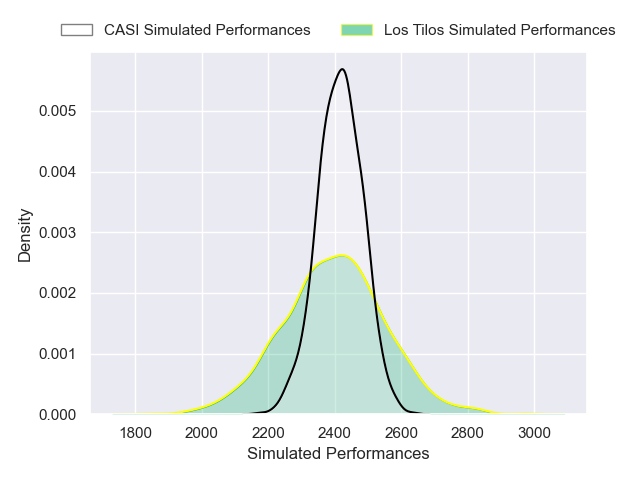 CASI Simulated Performances Los Tilos Simulated Performances
0.005
0.004
0.003
0.002
0.001
0.000
Density
1800 2000 2200 2400 2600 2800 3000
Simulated Performances